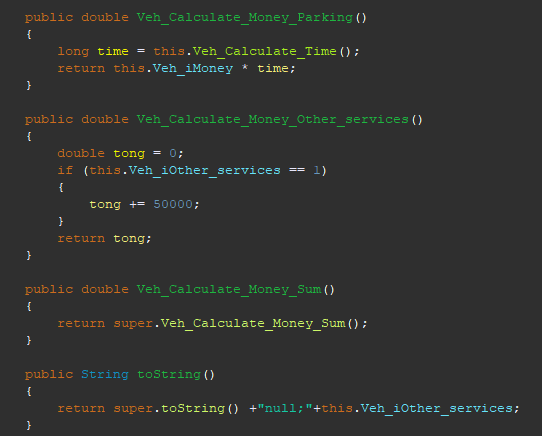 public double Veh_Calculate_Money_Parking()
{
long time = this.Veh_Calculate_Time();
return this.Veh_iMoney * time;
}
public double Veh_Calculate_Money_Other_services()
{
double tong = 0;
if (this.Veh_iOther_services == 1)
{
tong += 50000;
}
return tong;
}
public double Veh_Calculate_Money_Sum()
{
return super.Veh_Calculate_Money_Sum();
}
public String toString()
{
return super.toString() +"null;"+this.Veh_iOther_services;
}